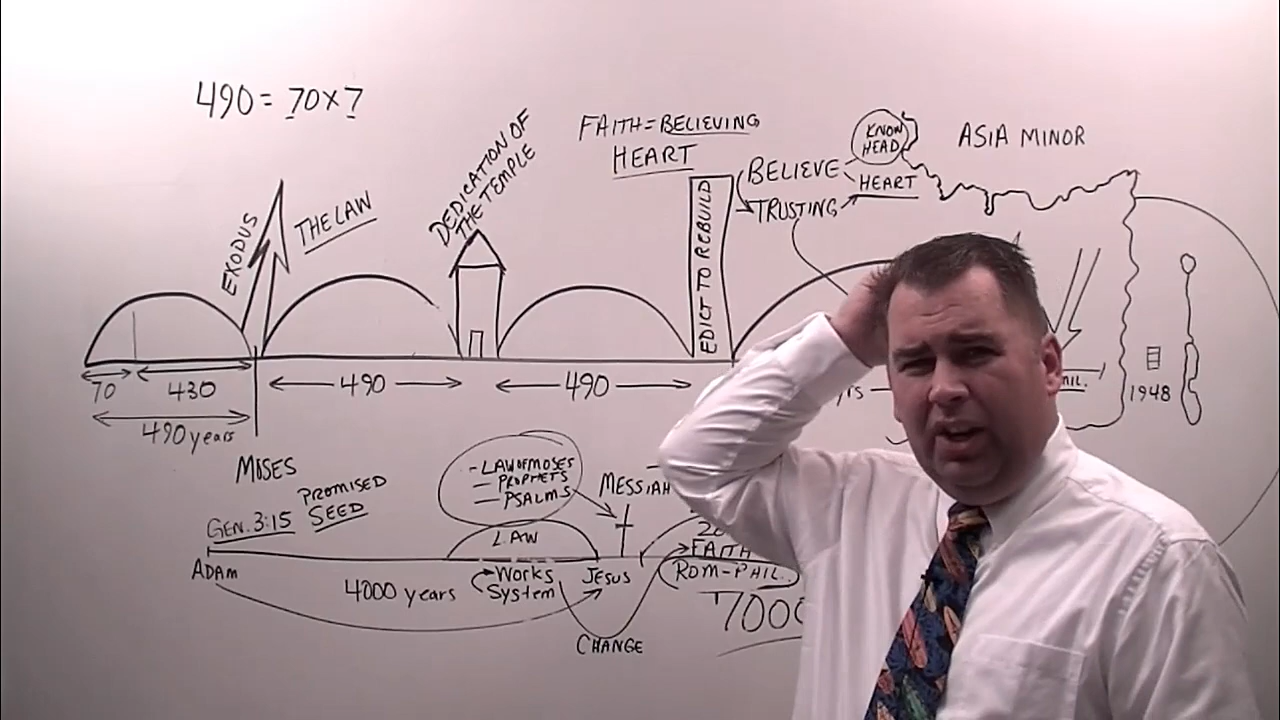 490 = 70x7
FAITH = BELIEVING
HEART
BELIEVE
TRUSTING
KNOW
HEAD
HEART
ASIA MINOR
EXODUS
THE LAW
DEDICATION OF
THE TEMPLE
EDICT TO REBUILD
70
430
490
490
490 years
1948
MOSES
GEN. 3:15
PROMISED
SEED
- LAW OF MOSES
- PROPHETS
- PSALMS
MESSIAH
LAW
FAITH
ADAM
4000 years
WORKS
SYSTEM
JESUS
ROM-PHIL.
CHANGE